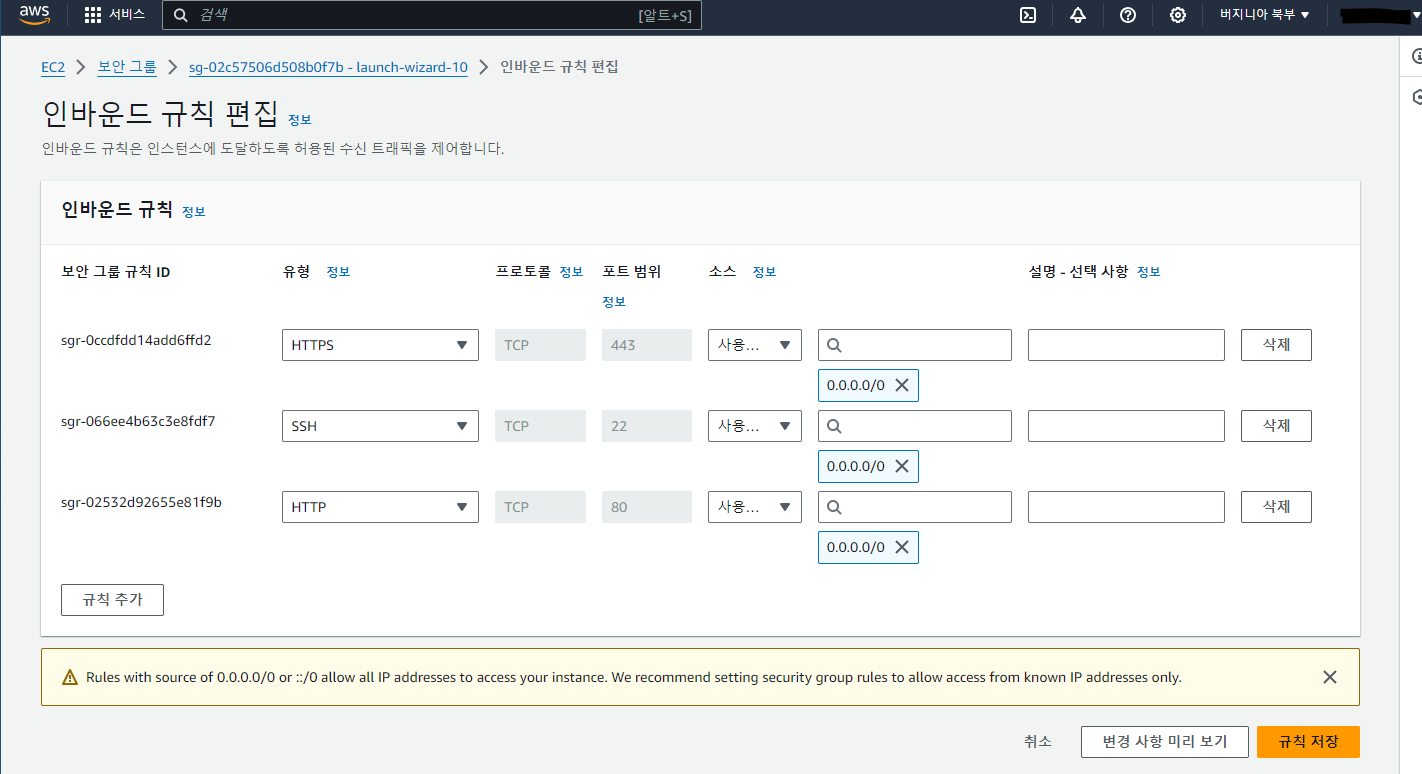 aws 서비스 검색 [알트+S] 버지니아 북부
EC2 보안 그룹 sg-02c57506d508b0f7b - launch-wizard-10 인바운드 규칙 편집
인바운드 규칙 편집 정보
인바운드 규칙은 인스턴스에 도달하도록 허용된 수신 트래픽을 제어합니다.
인바운드 규칙 정보
보안 그룹 규칙 ID 유형 정보 프로토콜 정보 포트 범위 소스 정보 설명 - 선택 사항 정보
정보
sgr-0ccdfdd14add6ffd2 HTTPS TCP 443 사용... 삭제
0.0.0.0/0
sgr-066ee4b63c3e8fdf7 SSH TCP 22 사용... 삭제
0.0.0.0/0
sgr-02532d92655e81f9b HTTP TCP 80 사용... 삭제
0.0.0.0/0
규칙 추가
Rules with source of 0.0.0.0/0 or ::/0 allow all IP addresses to access your instance. We recommend setting security group rules to allow access from known IP addresses only.
취소 변경 사항 미리 보기 규칙 저장